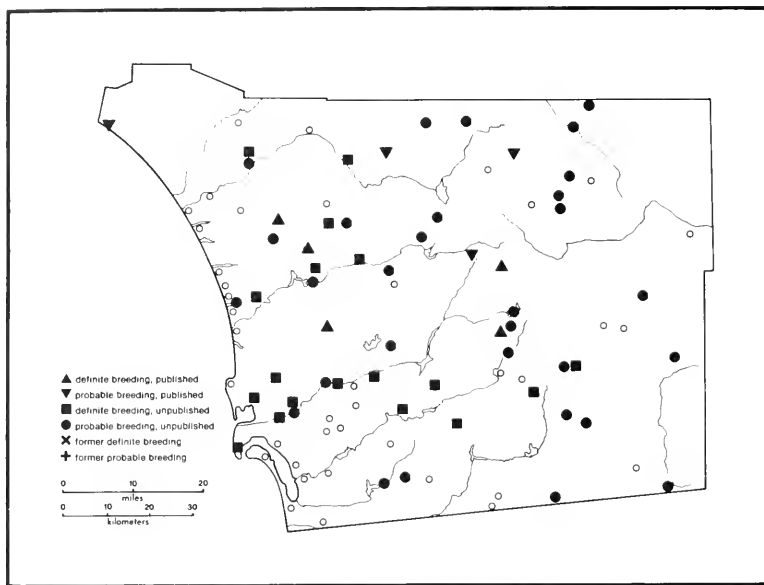 definite breeding, published
probable breeding, published
definite breeding, unpublished
probable breeding, unpublished
former definite breeding
former probable breeding
0 10 20
miles
0 10 20 30
kilometers